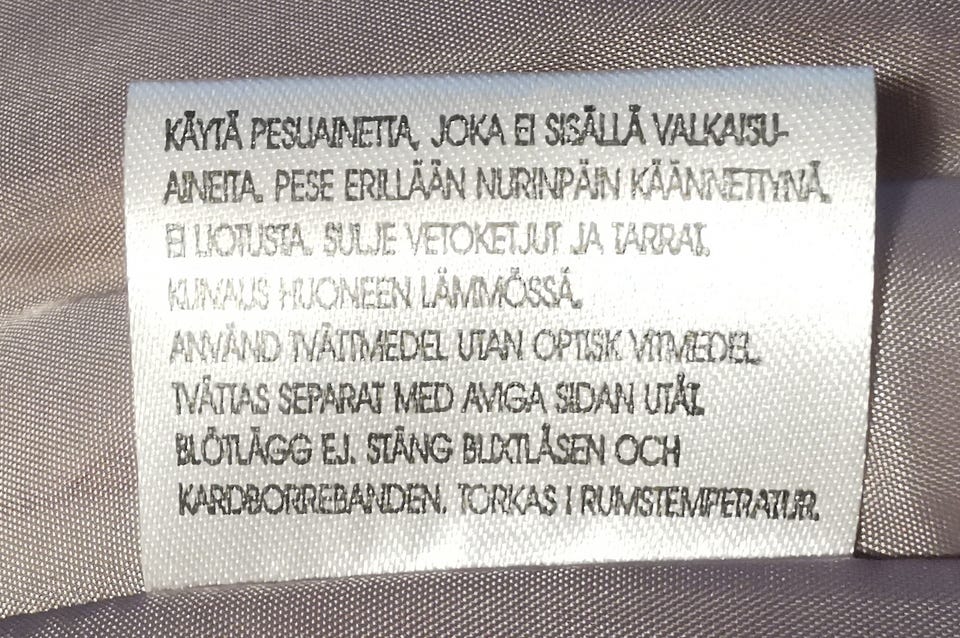 KÄYTÄ PESUAINETTA, JOKA EI SISÄLLÄ VALKAISU-
AINEITA. PESE ERILLÄÄN NURINPÄIN KÄÄNNETTYNÄ.
EI LIOTUSTA. SULJE VETOKETJUT JA TARRAT.
KUIVAUS HUONEEN LÄMMÖSSÄ.
ANVÄND TVÄTTMEDEL UTAN OPTISK VITMEDEL.
TVÄTTAS SEPARAT MED AVIGA SIDAN UTÅT.
BLÖTLÄGG EJ. STÄNG BLIXTLÅSEN OCH
KARDBORREBANDEN. TORKAS I RUMSTEMPERATUR.